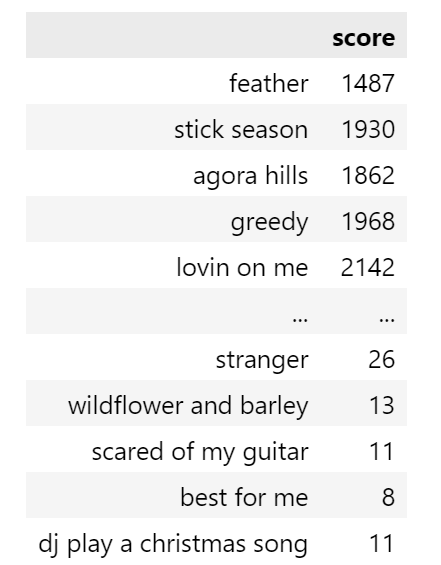 score
feather 1487
stick season 1930
agora hills 1862
greedy 1968
lovin on me 2142
... ...
stranger 26
wildflower and barley 13
scared of my guitar 11
best for me 8
dj play a christmas song 11